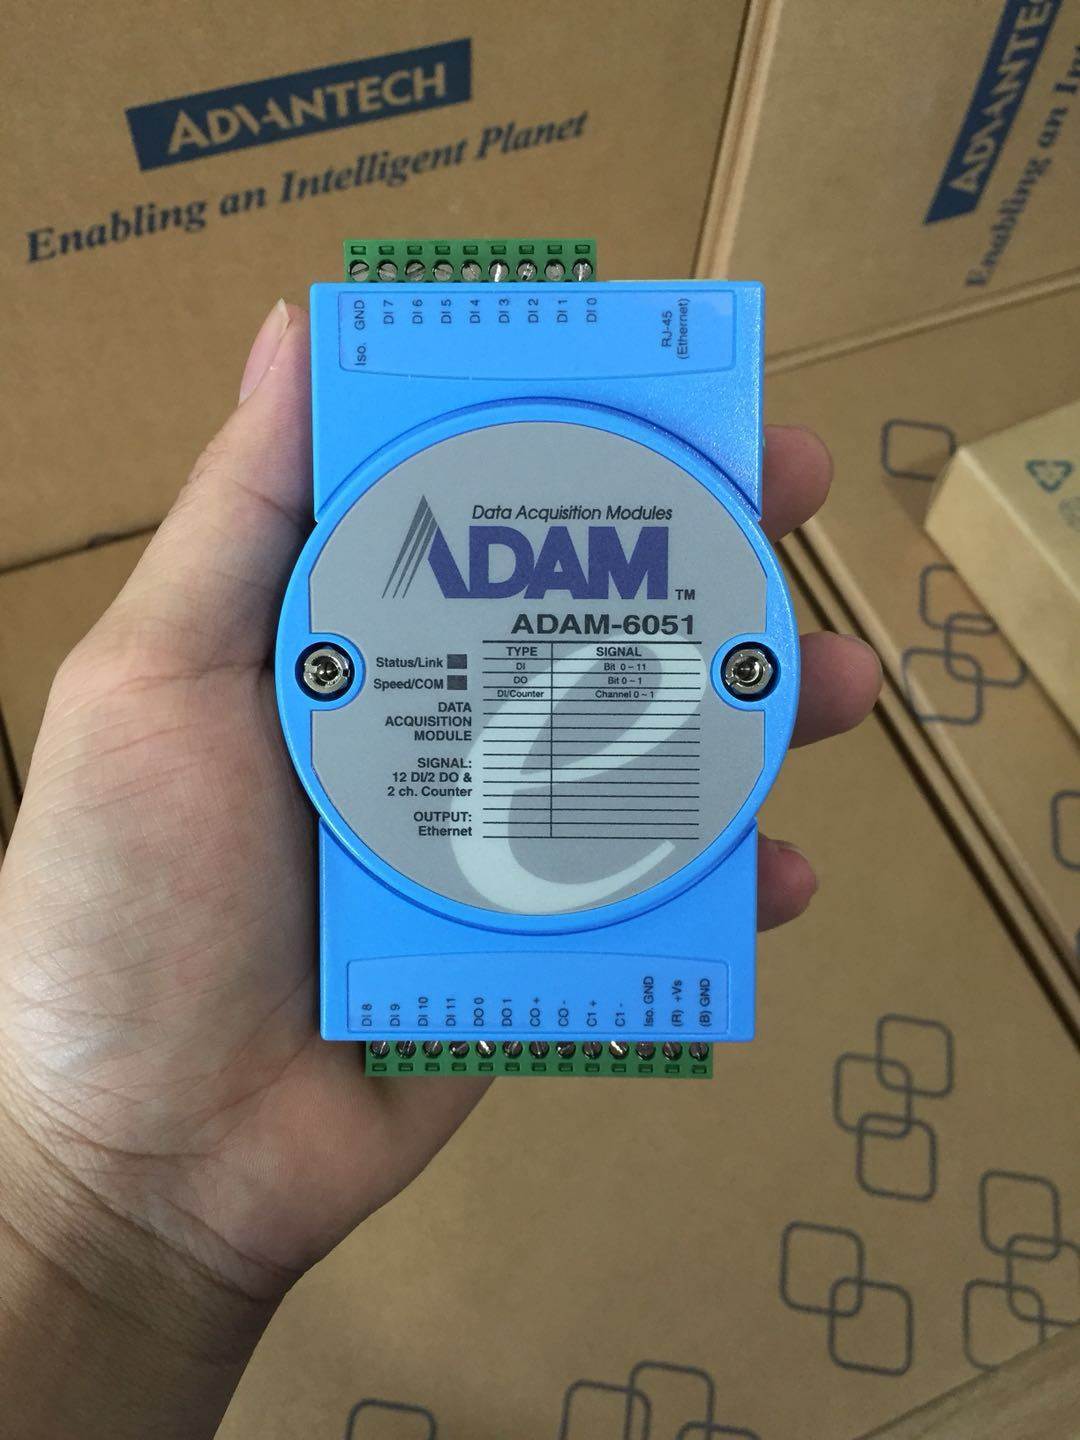 ADVANTECH
Enabling an Intelligent Planet
ADVANTE
Enabling an In
Iso. GND
DI 7
DI 6
DI 5
DI 4
DI 3
DI 2
DI 1
DI 0
RJ-45
(Ethernet)
Data Acquisition Modules
ADAM TM
ADAM-6051
TYPE SIGNAL
DI Bit 0 ~ 11
DO Bit 0 ~ 1
DI/Counter Channel 0 ~ 1
Status/Link
Speed/COM
DATA
ACQUISITION
MODULE
SIGNAL:
12 DI/2 DO &
2 ch. Counter
OUTPUT:
Ethernet
DI 8
DI 9
DI 10
DI 11
DO 0
DO 1
CO +
CO -
C1 +
C1 -
Iso. GND
(R) +Vs
(B) GND